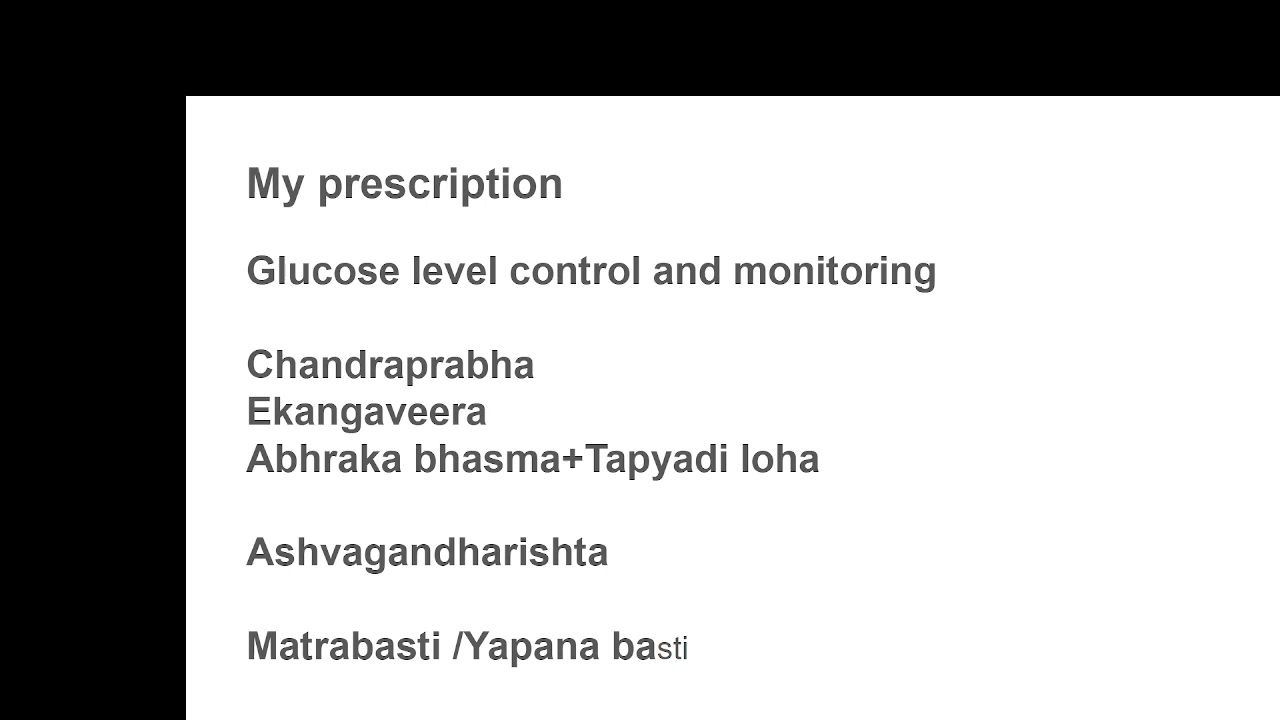 My prescription
Glucose level control and monitoring
Chandraprabha
Ekangaveera
Abhraka bhasma+Tapyadi loha
Ashvagandharishta
Matrabasti /Yapana basti